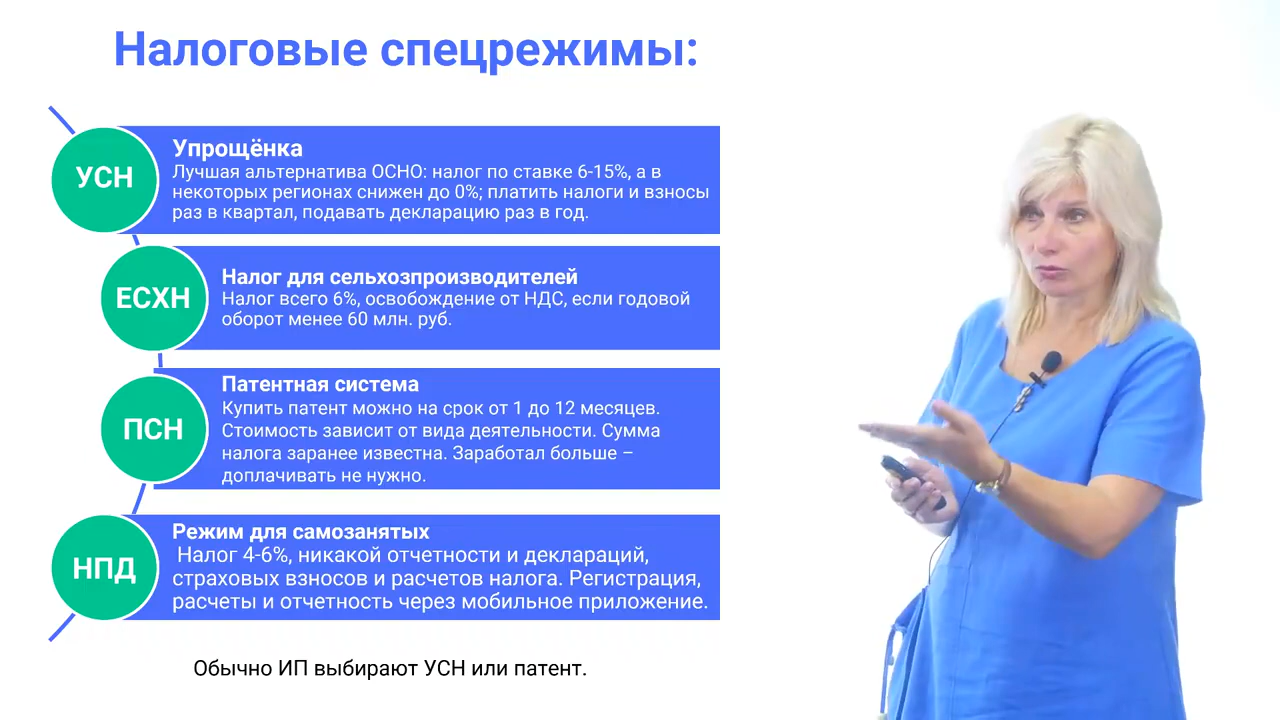 Налоговые спецрежимы:
УСН
Упрощёнка
Лучшая альтернатива ОСНО: налог по ставке 6-15%, а в
некоторых регионах снижен до 0%; платить налоги и взносы
раз в квартал, подавать декларацию раз в год.
ЕСХН
Налог для сельхозпроизводителей
Налог всего 6%, освобождение от НДС, если годовой
оборот менее 60 млн. руб.
ПСН
Патентная система
Купить патент можно на срок от 1 до 12 месяцев.
Стоимость зависит от вида деятельности. Сумма
налога заранее известна. Заработал больше –
доплачивать не нужно.
НПД
Режим для самозанятых
Налог 4-6%, никакой отчетности и деклараций,
страховых взносов и расчетов налога. Регистрация,
расчеты и отчетность через мобильное приложение.
Обычно ИП выбирают УСН или патент.